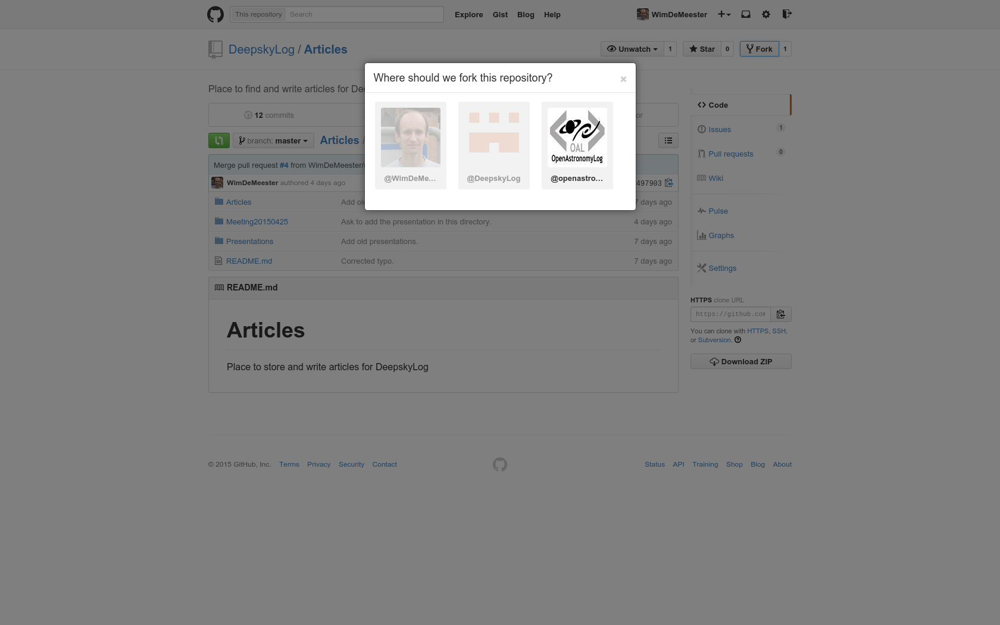 This repository Search Explore Gist Blog Help WimDeMeester
DeepskyLog / Articles Unwatch 1 Star 0 Fork 1
Where should we fork this repository? ×
@WimDeMe... @DeepskyLog @openastro...
OAL
OpenAstronomyLog
Place to find and write articles for Dee
12 commits or
branch: master Articles /
Merge pull request #4 from WimDeMeester/
WimDeMeester authored 4 days ago 497903
Articles Add old 7 days ago
Meeting20150425 Ask to add the presentation in this directory. 4 days ago
Presentations Add old presentations. 7 days ago
README.md Corrected typo. 7 days ago
README.md
Articles
Place to store and write articles for DeepskyLog
Code
Issues 1
Pull requests 0
Wiki
Pulse
Graphs
Settings
HTTPS clone URL
https://github.com
You can clone with HTTPS, SSH,
or Subversion.
Download ZIP
© 2015 GitHub, Inc. Terms Privacy Security Contact Status API Training Shop Blog About